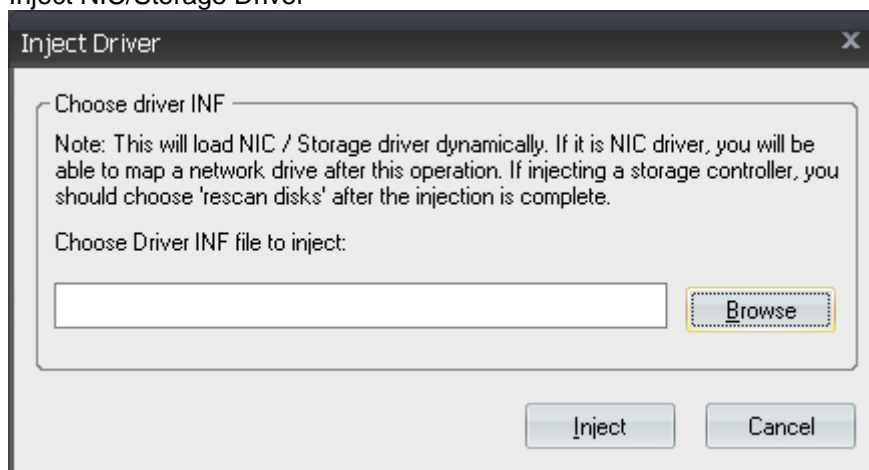 Inject NIC/Storage Driver
Inject Driver
x
Choose driver INF
Note: This will load NIC / Storage driver dynamically. If it is NIC driver, you will be
able to map a network drive after this operation. If injecting a storage controller, you
should choose 'rescan disks' after the injection is complete.
Choose Driver INF file to inject:
Browse
Inject Cancel